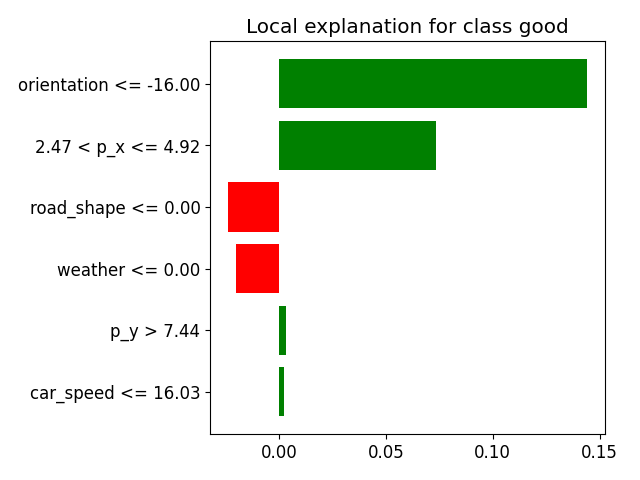 Local explanation for class good
orientation <= -16.00
2.47 < p_x <= 4.92
road_shape <= 0.00
weather <= 0.00
p_y > 7.44
car_speed <= 16.03
0.00 0.05 0.10 0.15